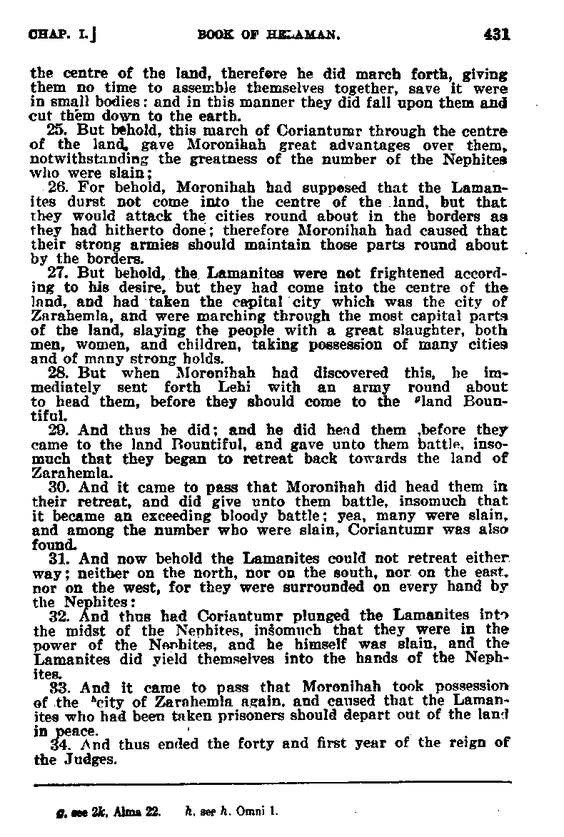 CHAP. I.]
BOOK OF HELAMAN.
431
the centre of the land, therefore he did march forth, giving
them no time to assemble themselves together, save it were
in small bodies: and in this manner they did fall upon them and
cut them down to the earth.
25. But behold, this march of Coriantumr through the centre
of the land, gave Moronihah great advantages over them,
notwithstanding the greatness of the number of the Nephites
who were slain;
26. For behold, Moronihah had supposed that the Laman-
ites durst not come into the centre of the land, but that
they would attack the cities round about in the borders as
they had hitherto done; therefore Moronihah had caused that
their strong armies should maintain those parts round about
by the borders.
27. But behold, the Lamanites were not frightened accord-
ing to his desire, but they had come into the centre of the
land, and had taken the capital city which was the city of
Zarahemla, and were marching through the most capital parts
of the land, slaying the people with a great slaughter, both
men, women, and children, taking possession of many cities
and of many strong holds.
28. But when Moronihah had discovered this, he im-
mediately sent forth Lehi with an army round about
to head them, before they should come to the gland Boun-
tiful.
29. And thus he did; and he did head them before they
came to the land Bountiful, and gave unto them battle, inso-
much that they began to retreat back towards the land of
Zarahemla.
30. And it came to pass that Moronihah did head them in
their retreat, and did give unto them battle, insomuch that
it became an exceeding bloody battle; yea, many were slain,
and among the number who were slain, Coriantumr was also
found.
31. And now behold the Lamanites could not retreat either
way; neither on the north, nor on the south, nor on the east,
nor on the west, for they were surrounded on every hand by
the Nephites:
32. And thus had Coriantumr plunged the Lamanites into
the midst of the Nephites, insomuch that they were in the
power of the Nephites, and he himself was slain, and the
Lamanites did yield themselves into the hands of the Neph-
ites.
33. And it came to pass that Moronihah took possession
of the hcity of Zarahemla again, and caused that the Laman-
ites who had been taken prisoners should depart out of the land
in peace.
34. And thus ended the forty and first year of the reign of
the Judges.
g, see 2k, Alma 22. h, see h. Omni 1.